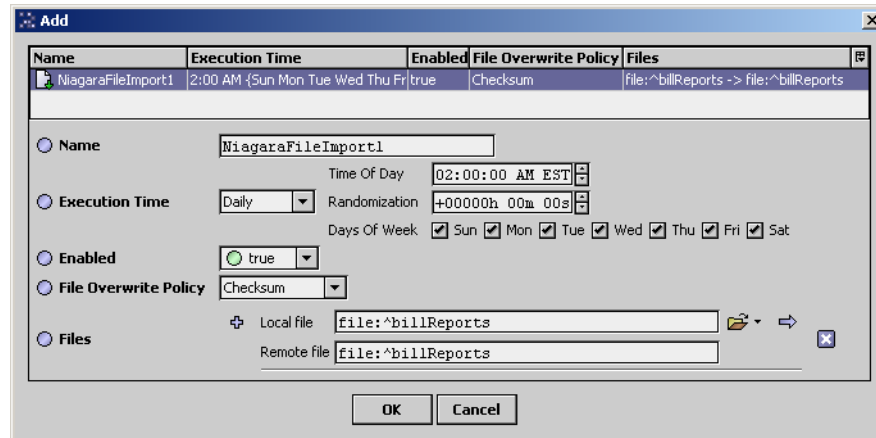 Add
Name Execution Time Enabled File Overwrite Policy Files
NiagaraFileImport1 2:00 AM {Sun Mon Tue Wed Thu Fr true Checksum file:^billReports -> file:^billReports
Name NiagaraFileImport1
Time Of Day 02:00:00 AM EST
Execution Time Daily Randomization +00000h 00m 00s
Days Of Week Sun Mon Tue Wed Thu Fri Sat
Enabled true
File Overwrite Policy Checksum
Local file file:^billReports
Files
Remote file file:^billReports
OK Cancel